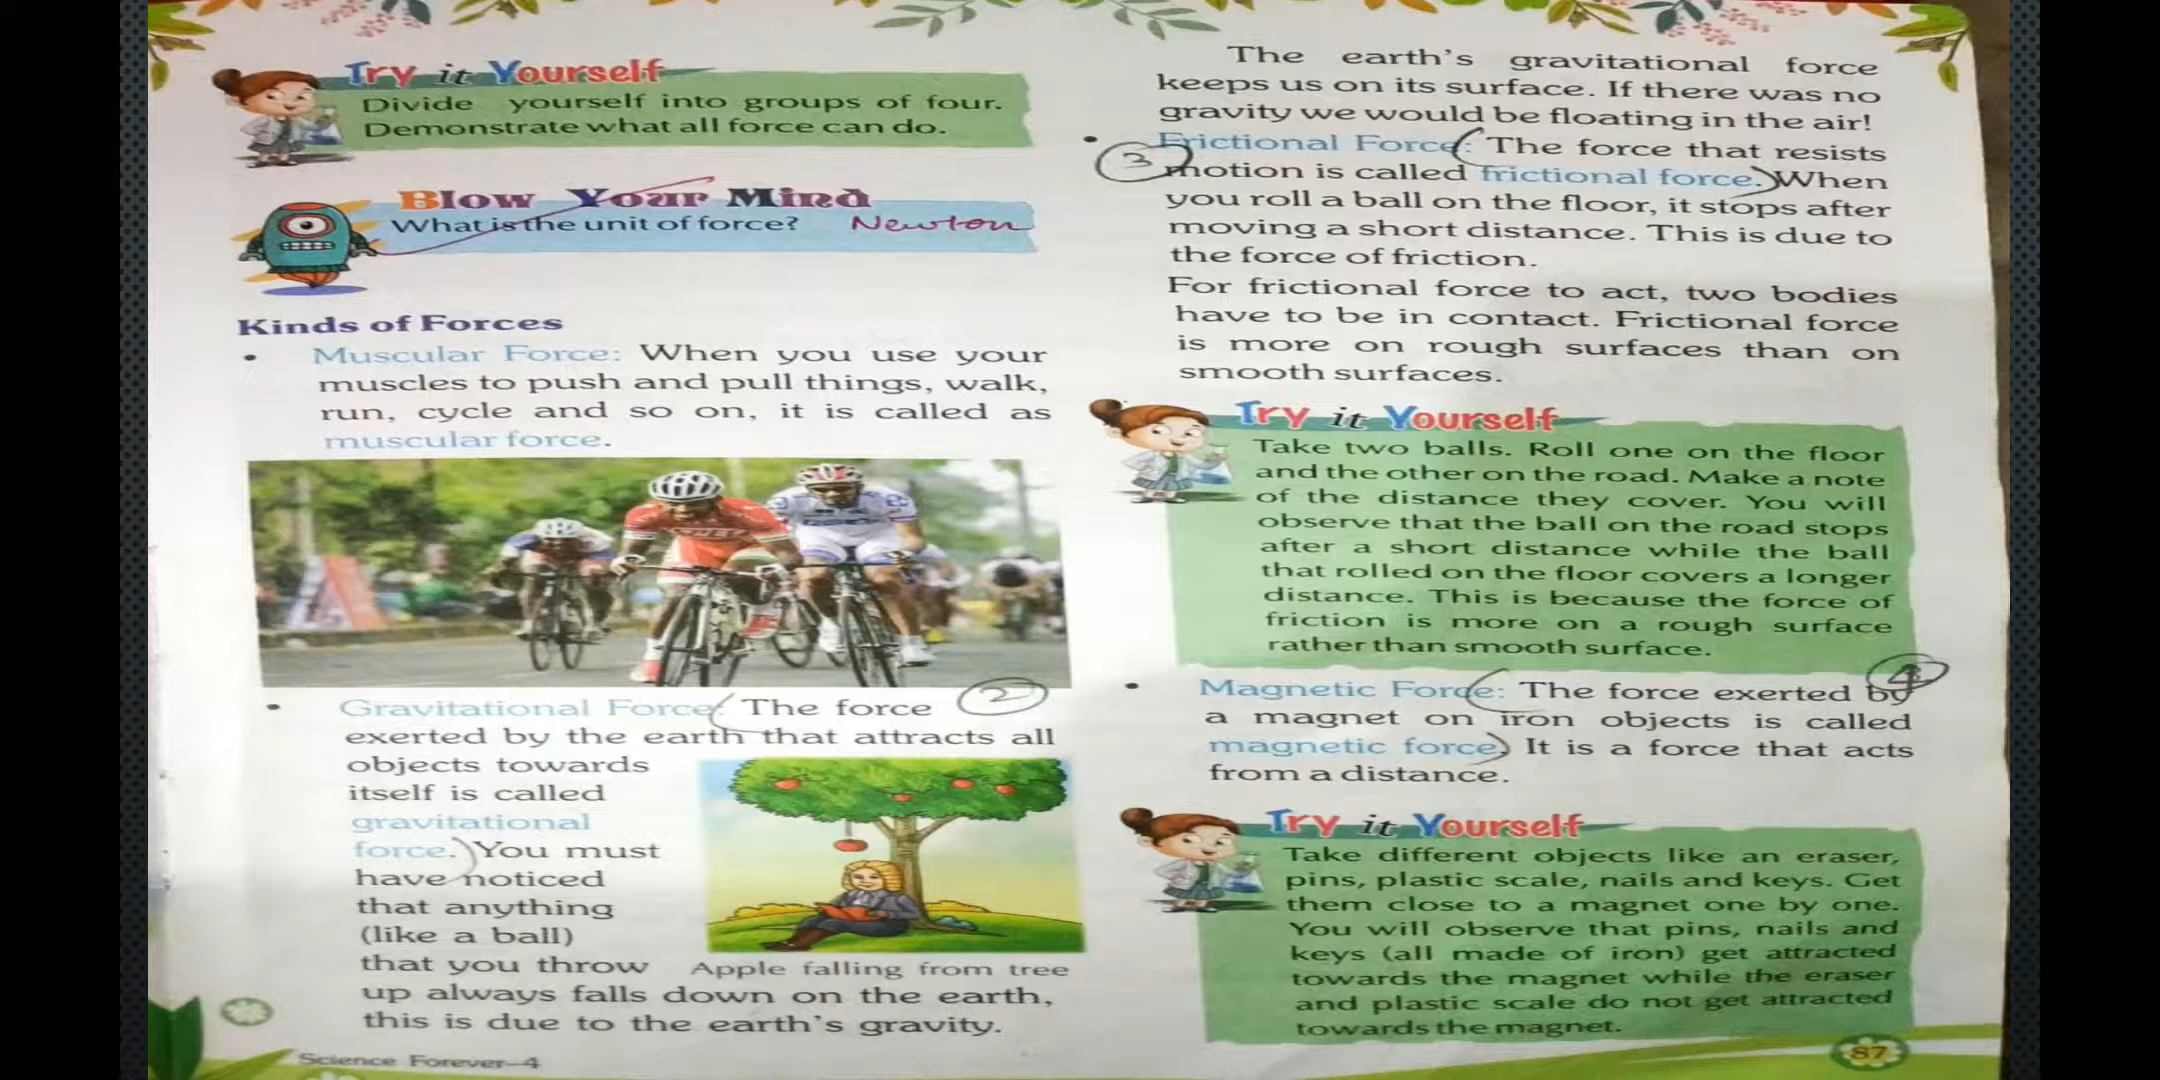 Try it Yourself
Divide yourself into groups of four.
Demonstrate what all force can do.
Blow Your Mind
What is the unit of force? Newton
Kinds of Forces
• Muscular Force: When you use your
muscles to push and pull things, walk,
run, cycle and so on, it is called as
muscular force.
• Gravitational Force: The force 2
exerted by the earth that attracts all
objects towards
itself is called
gravitational
force. You must
have noticed
that anything
(like a ball)
that you throw
Apple falling from tree
up always falls down on the earth,
this is due to the earth's gravity.
Science Forever–4
The earth's gravitational force
keeps us on its surface. If there was no
gravity we would be floating in the air!
• Frictional Force: The force that resists
3
motion is called frictional force. When
you roll a ball on the floor, it stops after
moving a short distance. This is due to
the force of friction.
For frictional force to act, two bodies
have to be in contact. Frictional force
is more on rough surfaces than on
smooth surfaces.
Try it Yourself
Take two balls. Roll one on the floor
and the other on the road. Make a note
of the distance they cover. You will
observe that the ball on the road stops
after a short distance while the ball
that rolled on the floor covers a longer
distance. This is because the force of
friction is more on a rough surface
rather than smooth surface.
4
• Magnetic Force: The force exerted by
a magnet on iron objects is called
magnetic force. It is a force that acts
from a distance.
Try it Yourself
Take different objects like an eraser,
pins, plastic scale, nails and keys. Get
them close to a magnet one by one.
You will observe that pins, nails and
keys (all made of iron) get attracted
towards the magnet while the eraser
and plastic scale do not get attracted
towards the magnet.
87